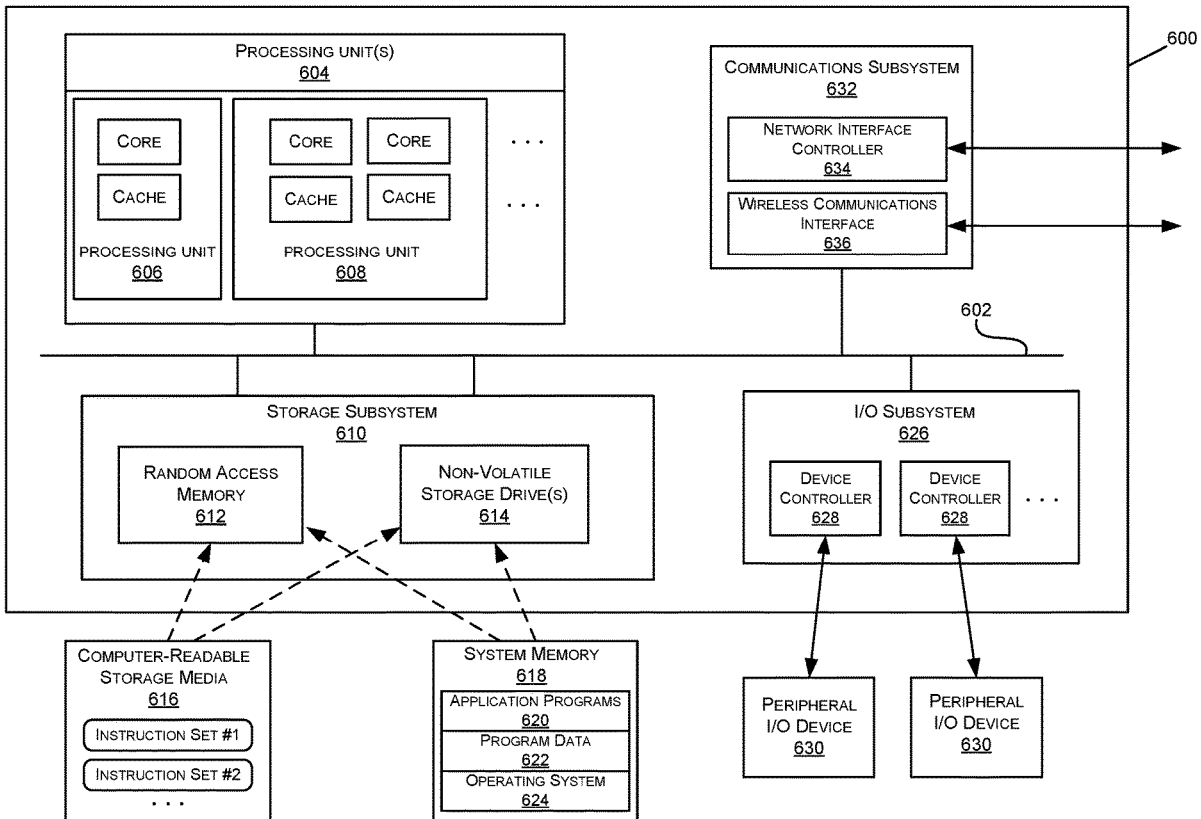 600
PROCESSING UNIT(S)
604
CORE
CACHE
PROCESSING UNIT
606
CORE
CORE
CACHE
CACHE
PROCESSING UNIT
608
. . .
. . .
COMMUNICATIONS SUBSYSTEM
632
NETWORK INTERFACE
CONTROLLER
634
WIRELESS COMMUNICATIONS
INTERFACE
636
602
STORAGE SUBSYSTEM
610
RANDOM ACCESS
MEMORY
612
NON-VOLATILE
STORAGE DRIVE(S)
614
I/O SUBSYSTEM
626
DEVICE
CONTROLLER
628
DEVICE
CONTROLLER
628
. . .
COMPUTER-READABLE
STORAGE MEDIA
616
INSTRUCTION SET #1
INSTRUCTION SET #2
. . .
SYSTEM MEMORY
618
APPLICATION PROGRAMS
620
PROGRAM DATA
622
OPERATING SYSTEM
624
PERIPHERAL
I/O DEVICE
630
PERIPHERAL
I/O DEVICE
630